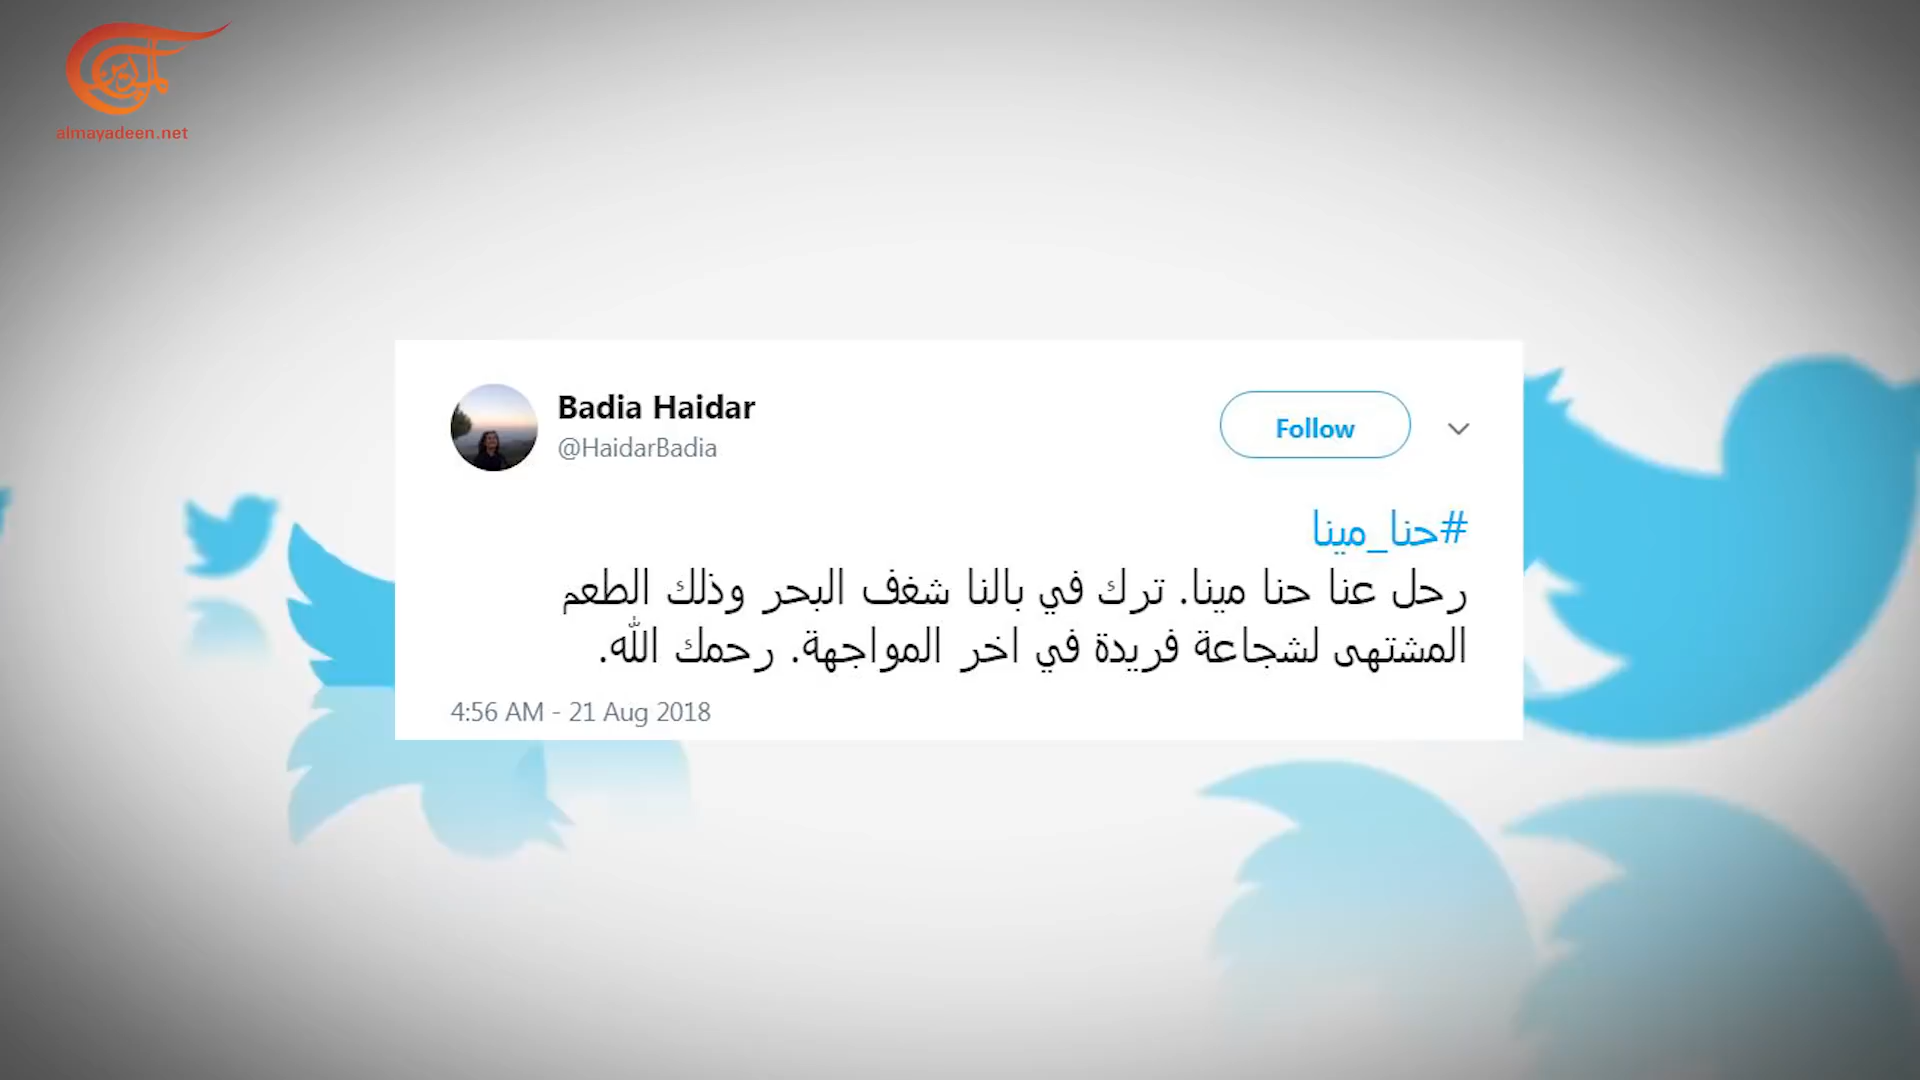 الميادين
almayadeen.net
Badia Haidar
@HaidarBadia
Follow
#حنا_مينا
رحل عنا حنا مينا. ترك في بالنا شغف البحر وذلك الطعم
المشتهى لشجاعة فريدة في اخر المواجهة. رحمك الله.
4:56 AM - 21 Aug 2018